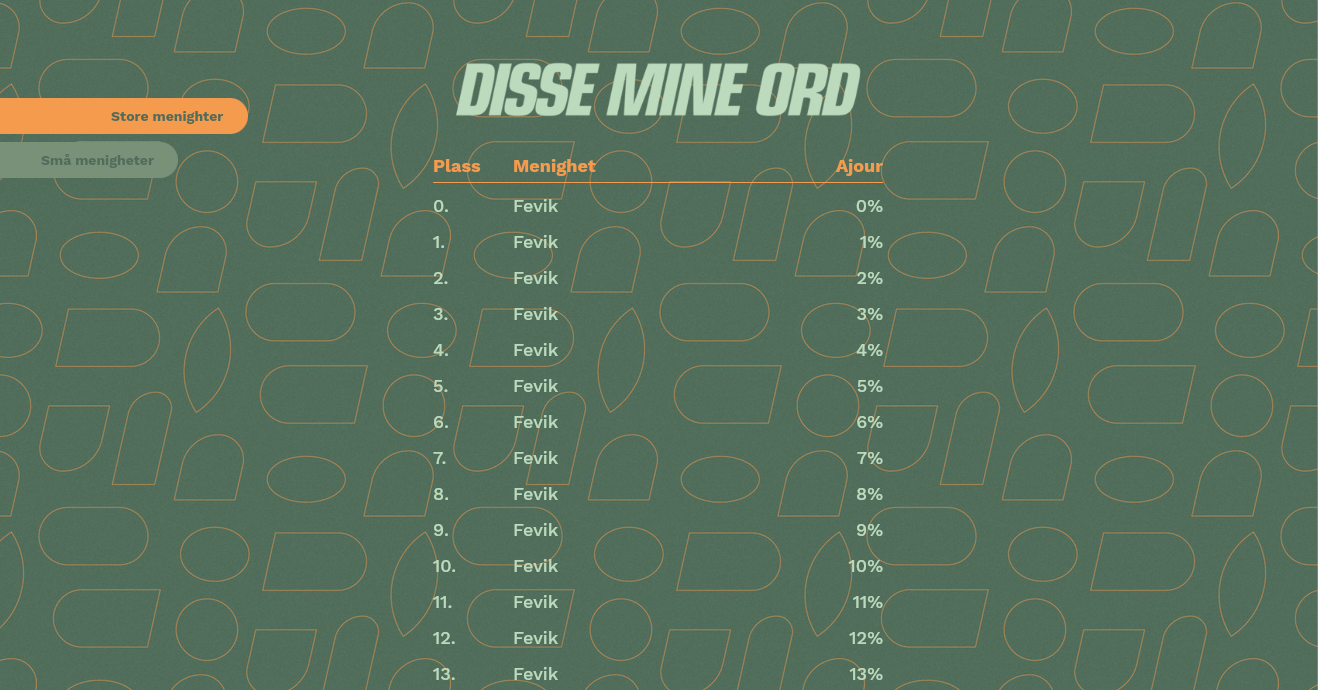 DISSE MINE ORD
Store menighter
Små menigheter
Plass Menighet Ajour
0. Fevik 0%
1. Fevik 1%
2. Fevik 2%
3. Fevik 3%
4. Fevik 4%
5. Fevik 5%
6. Fevik 6%
7. Fevik 7%
8. Fevik 8%
9. Fevik 9%
10. Fevik 10%
11. Fevik 11%
12. Fevik 12%
13. Fevik 13%